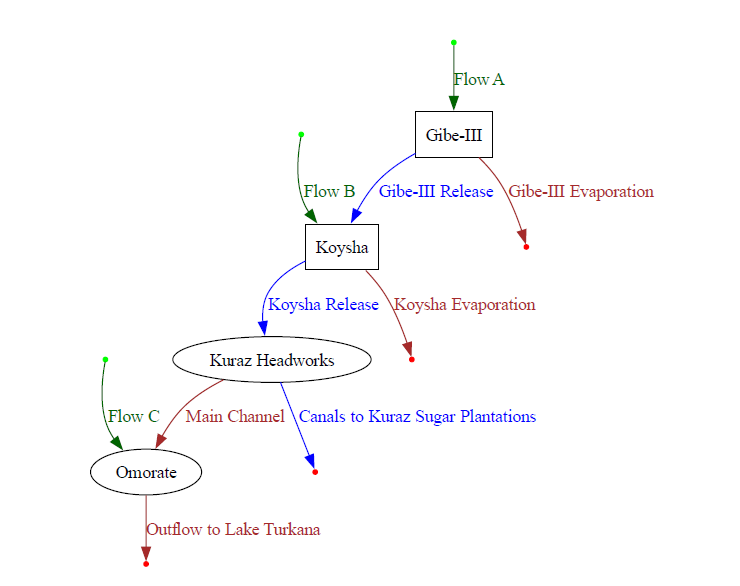 Flow A
Gibe-III
Flow B
Gibe-III Release
Gibe-III Evaporation
Koysha
Koysha Release
Koysha Evaporation
Kuraz Headworks
Flow C
Main Channel
Canals to Kuraz Sugar Plantations
Omorate
Outflow to Lake Turkana